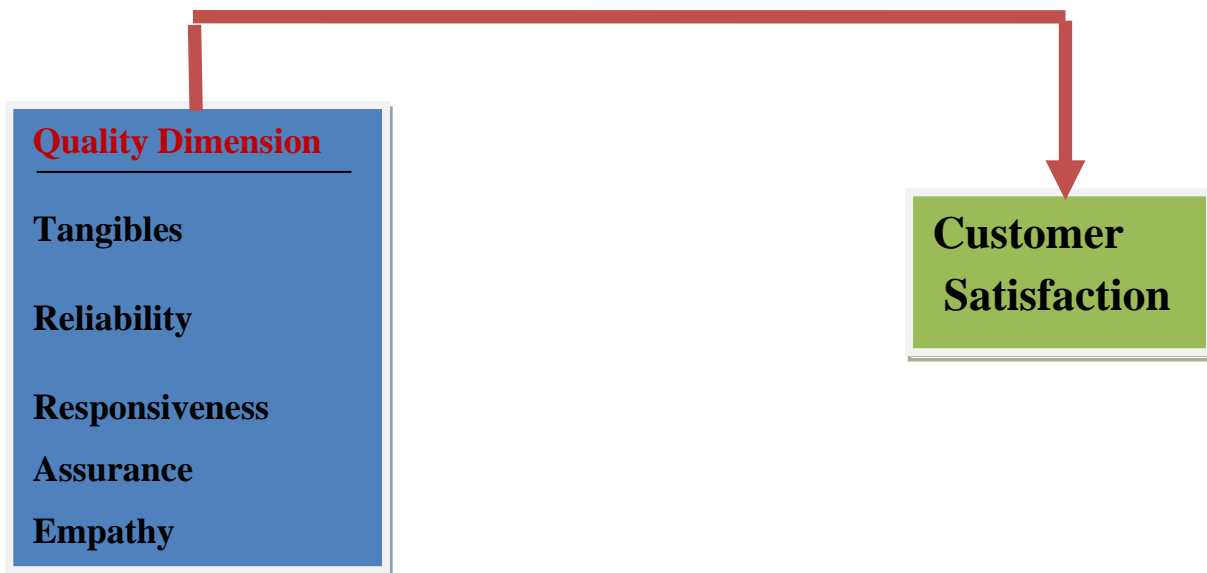 Quality Dimension
Tangibles
Reliability
Responsiveness
Assurance
Empathy
Customer
Satisfaction